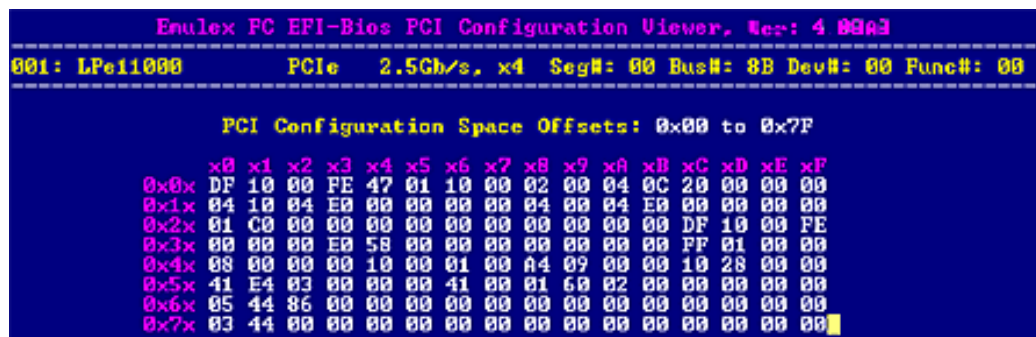 Emulex PC EFI-Bios PCI Configuration Viewer, Ver: 4
001: LPe11000 PCIe 2.5Gb/s, x4 Seg#: 00 Bus#: 8B Dev#: 00 Func#: 00
PCI Configuration Space Offsets: 0x00 to 0x7F
x0 x1 x2 x3 x4 x5 x6 x7 x8 x9 xA xB xC xD xE xF
0x0x DF 10 00 FE 47 01 10 00 02 00 04 0C 20 00 00 00
0x1x 04 10 04 E0 00 00 00 00 04 00 04 E0 00 00 00 00
0x2x 01 C0 00 00 00 00 00 00 00 00 00 00 DF 10 00 FE
0x3x 00 00 00 E0 58 00 00 00 00 00 00 00 FF 01 00 00
0x4x 08 00 00 00 10 00 01 00 A4 09 00 00 10 28 00 00
0x5x 41 E4 03 00 00 00 41 00 01 60 02 00 00 00 00 00
0x6x 05 44 86 00 00 00 00 00 00 00 00 00 00 00 00 00
0x7x 03 44 00 00 00 00 00 00 00 00 00 00 00 00 00 00